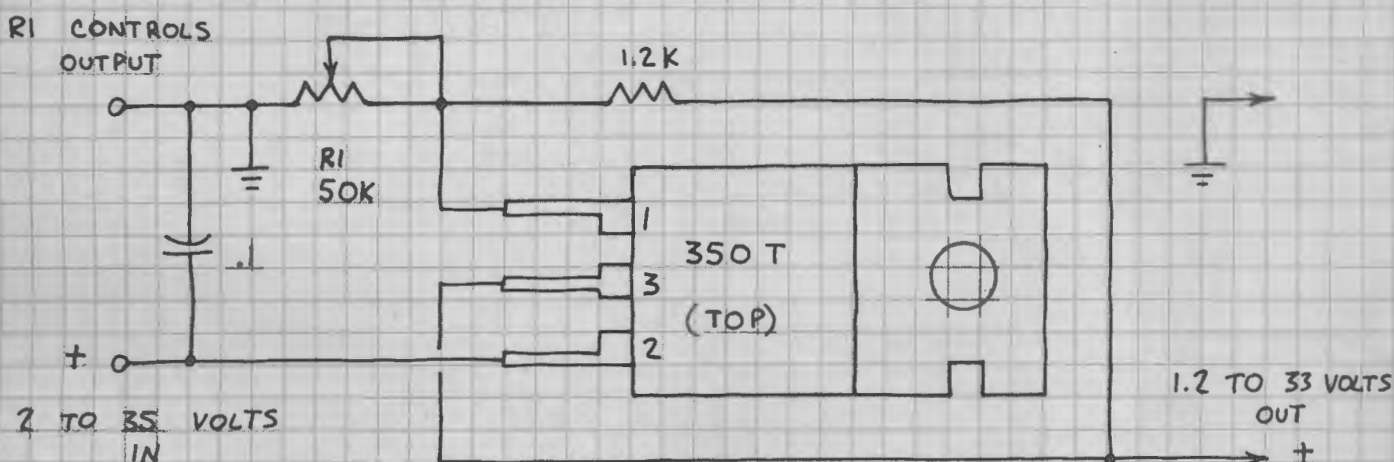 R1 CONTROLS
OUTPUT
1.2K
R1
50K
.1
1
350 T
3
(TOP)
2
+
2 TO 35 VOLTS
IN
1.2 TO 33 VOLTS
OUT
+